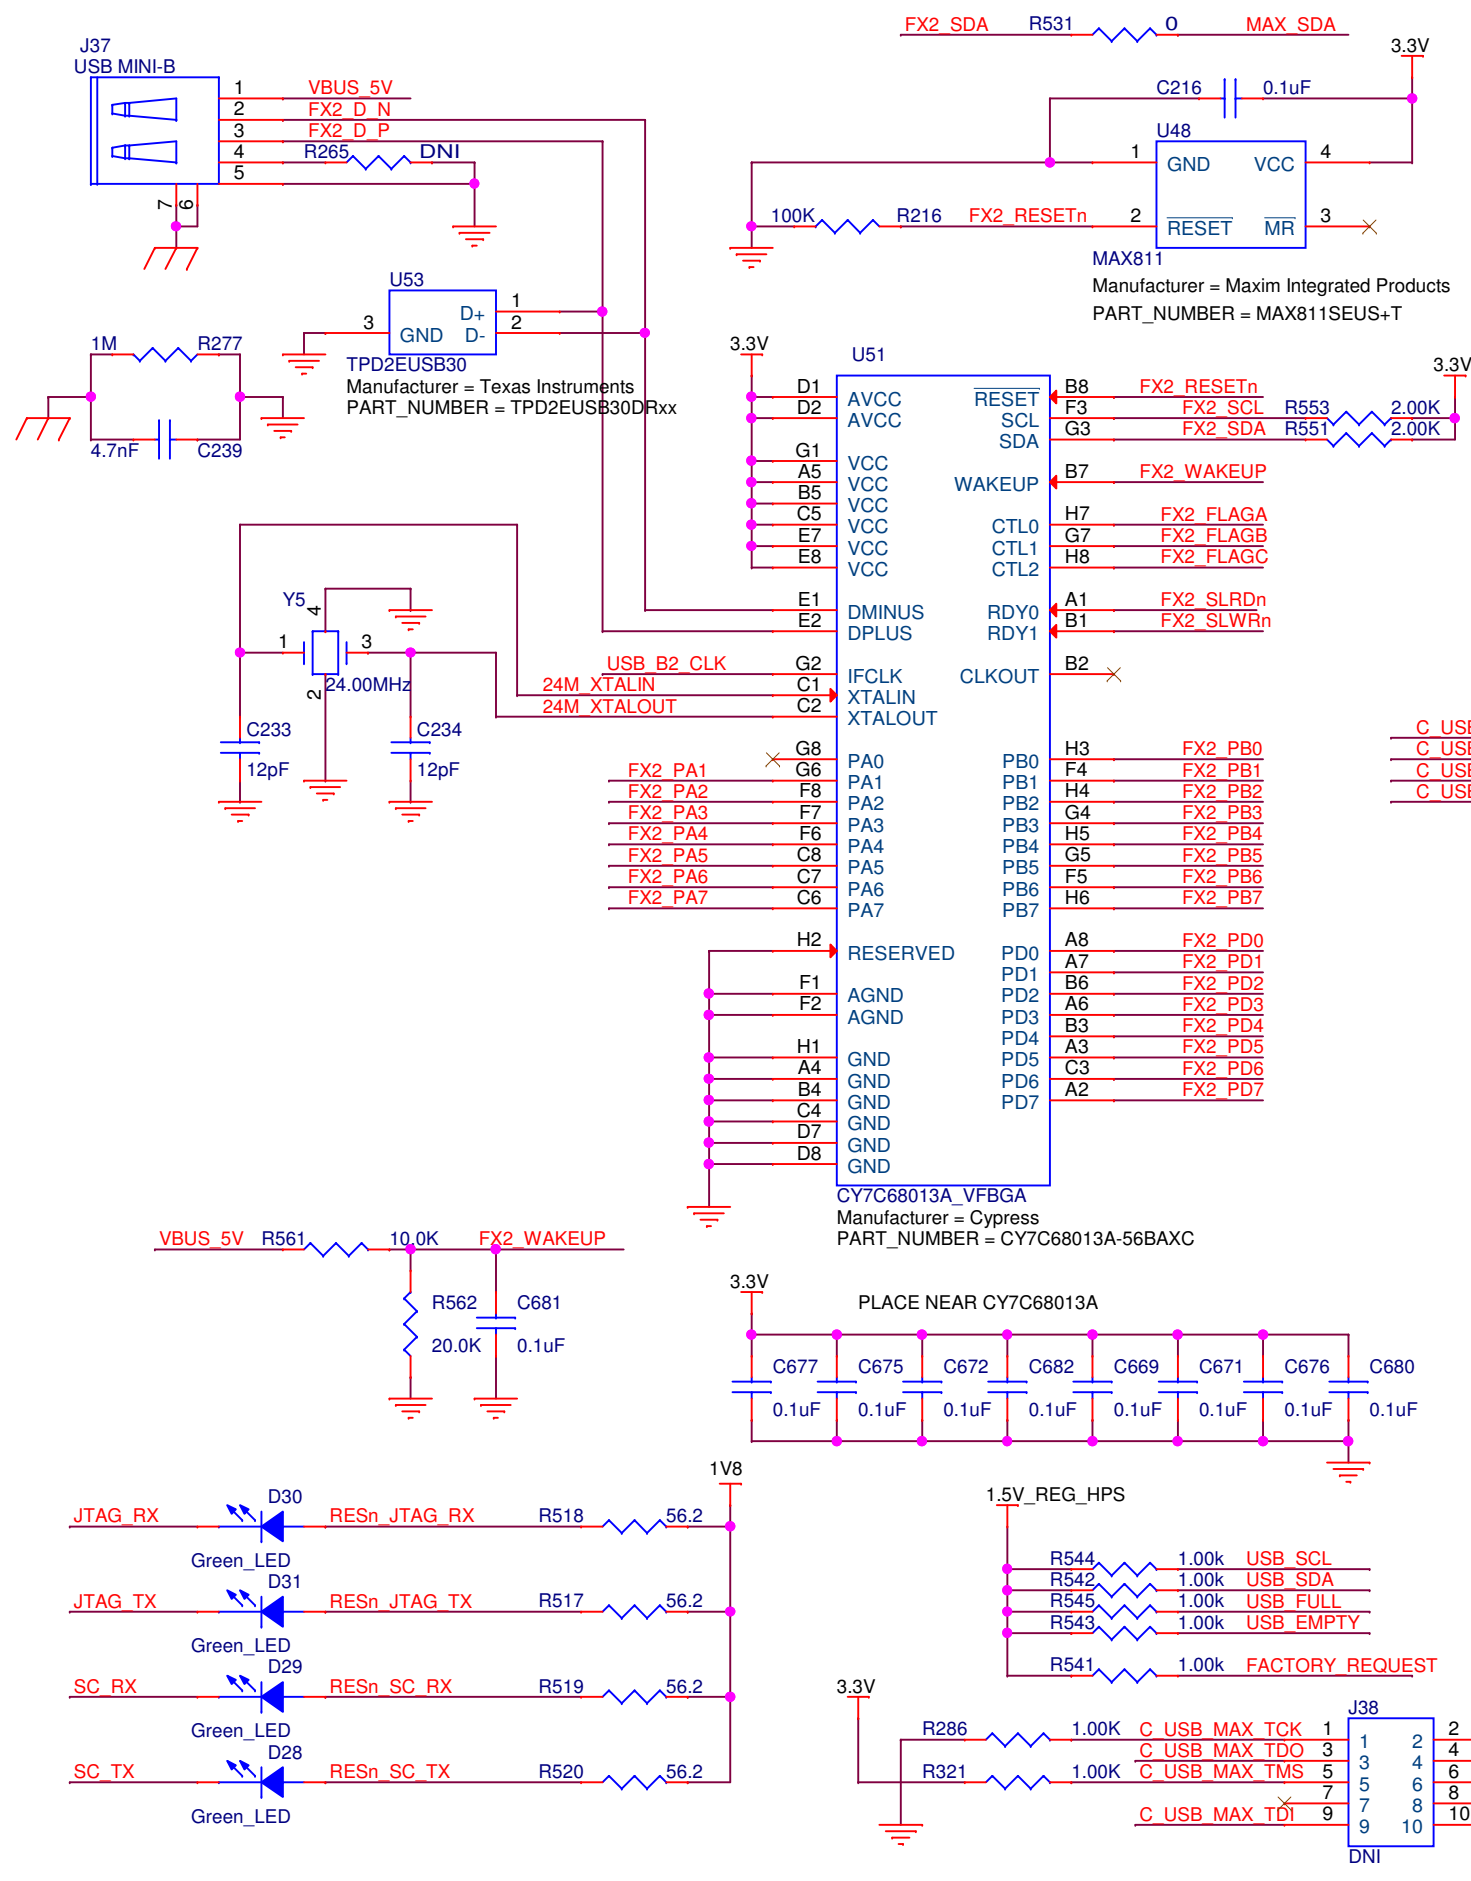 FX2_SDA R531 0 MAX_SDA
J37
USB MINI-B
1 VBUS_5V
2 FX2_D_N
3 FX2_D_P
4 R265 DNI
5
7 6
3.3V
C216 0.1uF
U48
1 GND VCC 4
100K R216 FX2_RESETn 2 RESET MR 3
MAX811
Manufacturer = Maxim Integrated Products
PART_NUMBER = MAX811SEUS+T
U53
D+ 1
3 GND D- 2
TPD2EUSB30
Manufacturer = Texas Instruments
PART_NUMBER = TPD2EUSB30DRxx
1M R277
4.7nF C239
3.3V
U51
3.3V
D1 AVCC RESET B8 FX2_RESETn
D2 AVCC SCL F3 FX2_SCL R553 2.00K
SDA G3 FX2_SDA R551 2.00K
G1 VCC
A5 VCC WAKEUP B7 FX2_WAKEUP
B5 VCC
C5 VCC CTL0 H7 FX2_FLAGA
E7 VCC CTL1 G7 FX2_FLAGB
E8 VCC CTL2 H8 FX2_FLAGC
E1 DMINUS RDY0 A1 FX2_SLRDn
E2 DPLUS RDY1 B1 FX2_SLWRn
USB_B2_CLK G2 IFCLK CLKOUT B2
24M_XTALIN C1 XTALIN
24M_XTALOUT C2 XTALOUT
Y5 4
1 3
2 24.00MHz
C233 C234
12pF 12pF
G8 PA0 PB0 H3 FX2_PB0
FX2_PA1 G6 PA1 PB1 F4 FX2_PB1
FX2_PA2 F8 PA2 PB2 H4 FX2_PB2
FX2_PA3 F7 PA3 PB3 G4 FX2_PB3
FX2_PA4 F6 PA4 PB4 H5 FX2_PB4
FX2_PA5 C8 PA5 PB5 G5 FX2_PB5
FX2_PA6 C7 PA6 PB6 F5 FX2_PB6
FX2_PA7 C6 PA7 PB7 H6 FX2_PB7
C_USB
C_USB
C_USB
C_USB
H2 RESERVED PD0 A8 FX2_PD0
PD1 A7 FX2_PD1
F1 AGND PD2 B6 FX2_PD2
F2 AGND PD3 A6 FX2_PD3
PD4 B3 FX2_PD4
H1 GND PD5 A3 FX2_PD5
A4 GND PD6 C3 FX2_PD6
B4 GND PD7 A2 FX2_PD7
C4 GND
D7 GND
D8 GND
CY7C68013A_VFBGA
Manufacturer = Cypress
PART_NUMBER = CY7C68013A-56BAXC
VBUS_5V R561 10.0K FX2_WAKEUP
R562 C681
20.0K 0.1uF
3.3V
PLACE NEAR CY7C68013A
C677 C675 C672 C682 C669 C671 C676 C680
0.1uF 0.1uF 0.1uF 0.1uF 0.1uF 0.1uF 0.1uF 0.1uF
1V8
D30
JTAG_RX RESn_JTAG_RX R518 56.2
Green_LED
D31
JTAG_TX RESn_JTAG_TX R517 56.2
Green_LED
D29
SC_RX RESn_SC_RX R519 56.2
Green_LED
D28
SC_TX RESn_SC_TX R520 56.2
Green_LED
1.5V_REG_HPS
R544 1.00k USB_SCL
R542 1.00k USB_SDA
R545 1.00k USB_FULL
R543 1.00k USB_EMPTY
R541 1.00k FACTORY_REQUEST
3.3V
J38
R286 1.00K C_USB_MAX_TCK 1 1 2 2
C_USB_MAX_TDO 3 3 4 4
R321 1.00K C_USB_MAX_TMS 5 5 6 6
7 7 8 8
C_USB_MAX_TDI 9 9 10 10
DNI